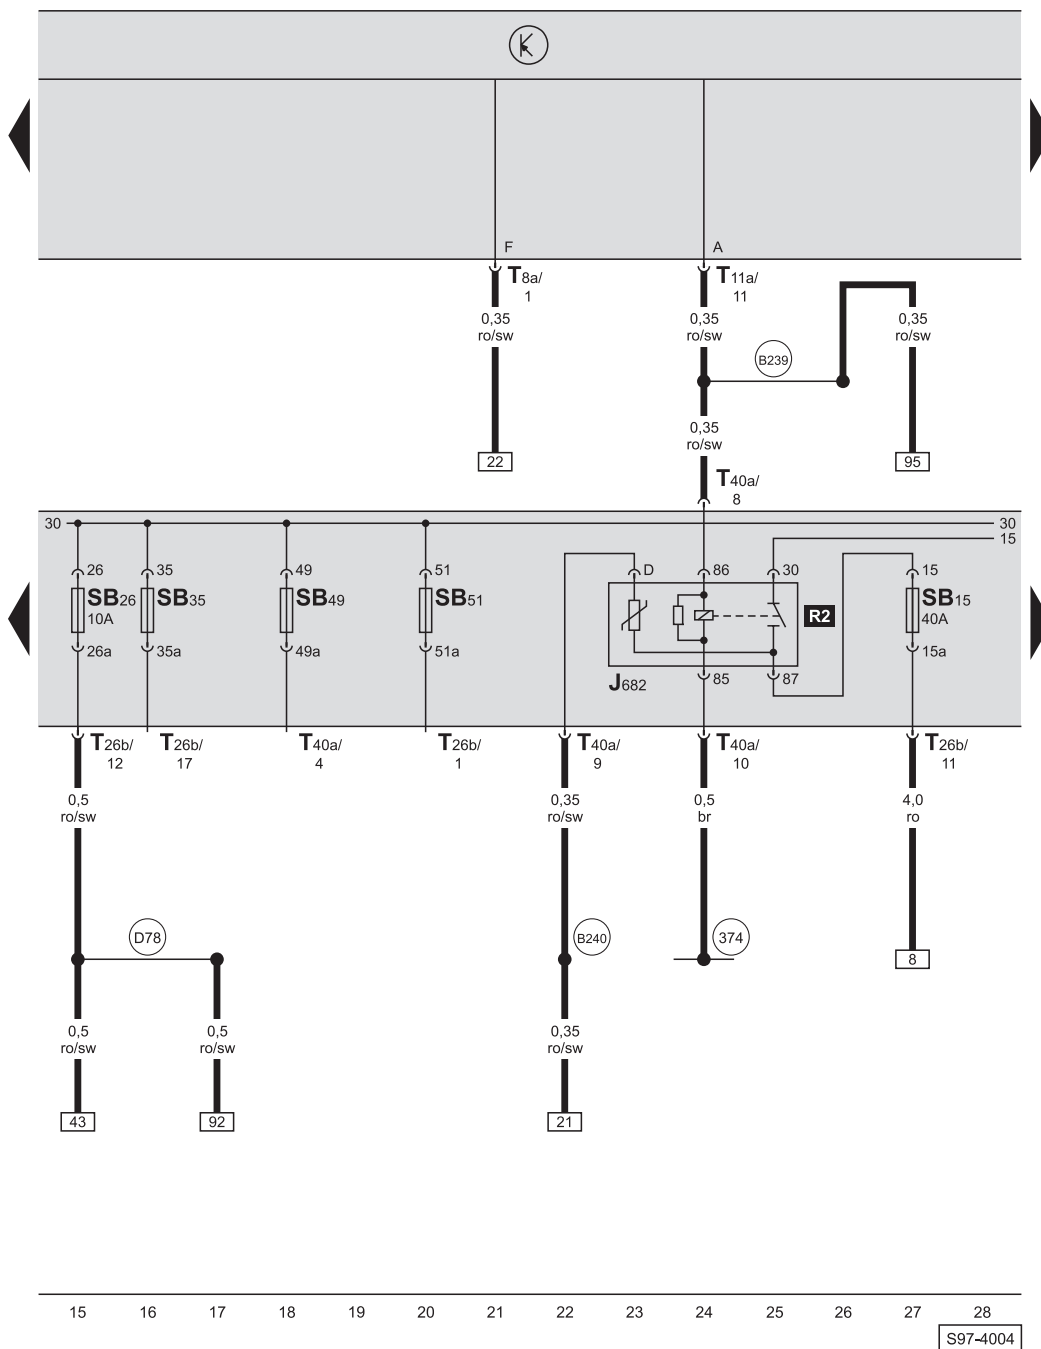 F A
T8a/ T11a/
1 11
0,35 0,35 0,35
ro/sw ro/sw ro/sw
B239
0,35
ro/sw
22 95
T40a/
8
30 30
15
26 35 49 51 D 86 30 15
SB26 SB35 SB49 SB51 R2 SB15
10A 40A
26a 35a 49a 51a 15a
J682 85 87
T26b/ T26b/ T40a/ T26b/ T40a/ T40a/ T26b/
12 17 4 1 9 10 11
0,5 0,35 0,5 4,0
ro/sw ro/sw br ro
D78 B240 374
8
0,5 0,5 0,35
ro/sw ro/sw ro/sw
43 92 21
15 16 17 18 19 20 21 22 23 24 25 26 27 28
S97-4004